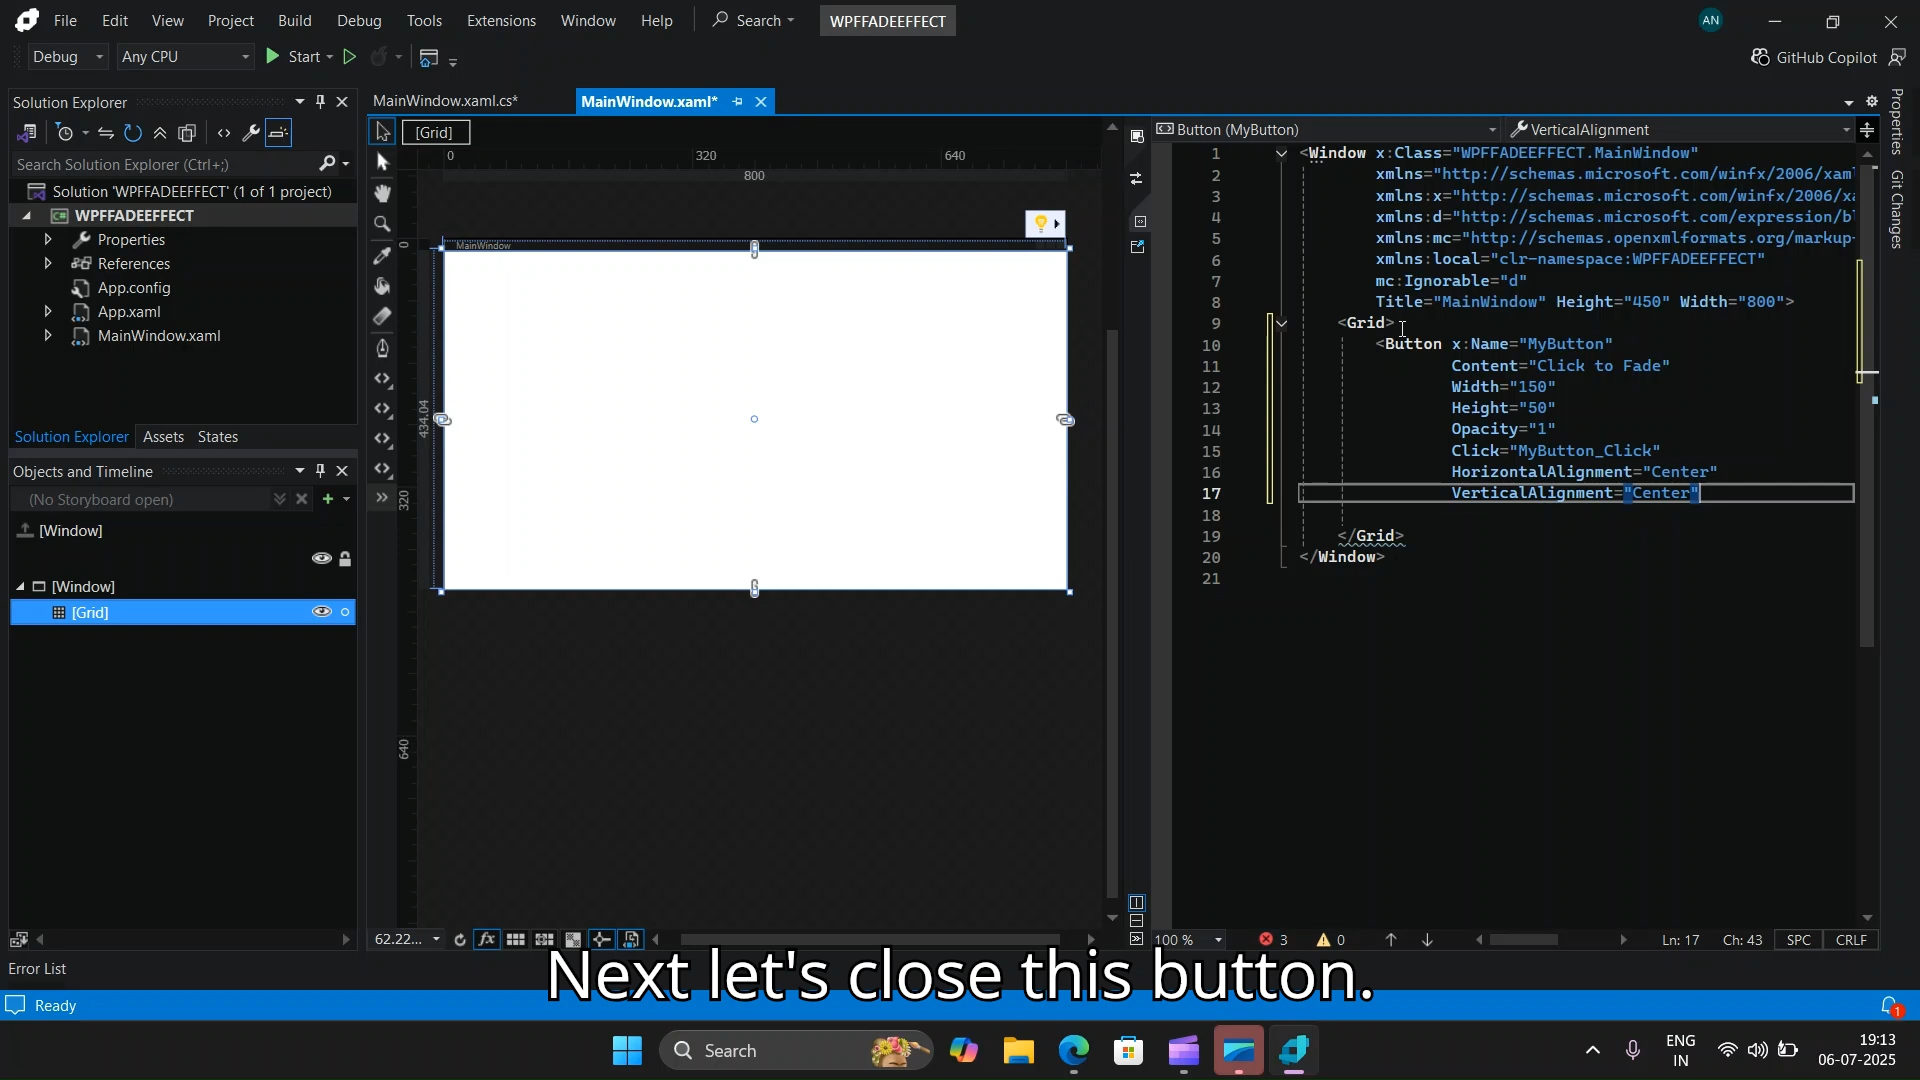 File Edit View Project Build Debug Tools Extensions Window Help Search WPFFADEEFFECT AN
Debug Any CPU Start GitHub Copilot
Solution Explorer
Search Solution Explorer (Ctrl+;)
Solution 'WPFFADEEFFECT' (1 of 1 project)
WPFFADEEFFECT
Properties
References
App.config
App.xaml
MainWindow.xaml
Solution Explorer Assets States
Objects and Timeline
(No Storyboard open)
[Window]
[Window]
[Grid]
MainWindow.xaml.cs* MainWindow.xaml*
[Grid]
0 320 640
800
0
434.04
320
640
MainWindow
62.22...
Button (MyButton) VerticalAlignment
1 <Window x:Class="WPFFADEEFFECT.MainWindow"
2 xmlns="http://schemas.microsoft.com/winfx/2006/xaml
3 xmlns:x="http://schemas.microsoft.com/winfx/2006/xa
4 xmlns:d="http://schemas.microsoft.com/expression/bl
5 xmlns:mc="http://schemas.openxmlformats.org/markup-
6 xmlns:local="clr-namespace:WPFFADEEFFECT"
7 mc:Ignorable="d"
8 Title="MainWindow" Height="450" Width="800">
9 <Grid>
10 <Button x:Name="MyButton"
11 Content="Click to Fade"
12 Width="150"
13 Height="50"
14 Opacity="1"
15 Click="MyButton_Click"
16 HorizontalAlignment="Center"
17 VerticalAlignment="Center"
18
19 </Grid>
20 </Window>
21
100 % 3 0 Ln: 17 Ch: 43 SPC CRLF
Properties
Git Changes
Error List
Next let's close this button.
Ready
1
Search
ENG
IN
19:13
06-07-2025